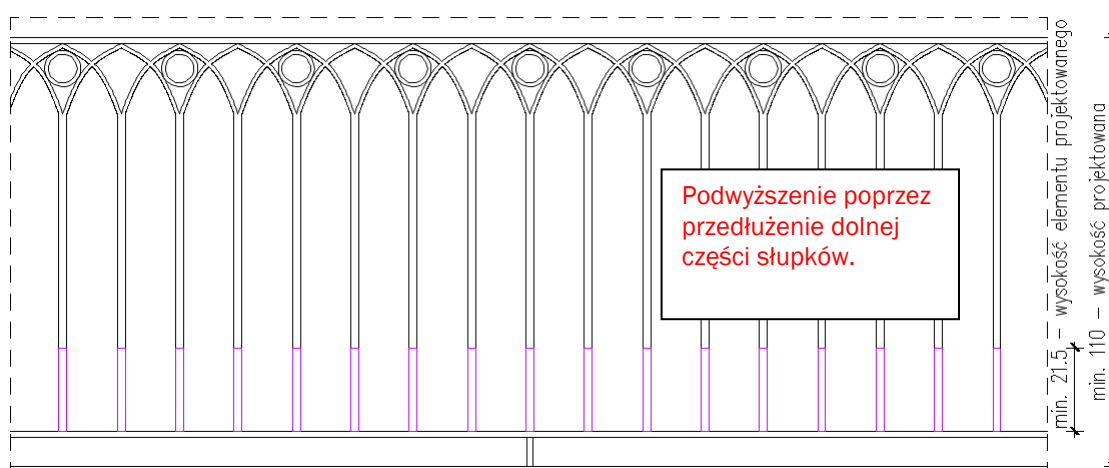 Podwyższenie poprzez
przedłużenie dolnej
części słupków.
min. 21.5 – wysokość elementu projektowanego
min. 110 – wysokość projektowana